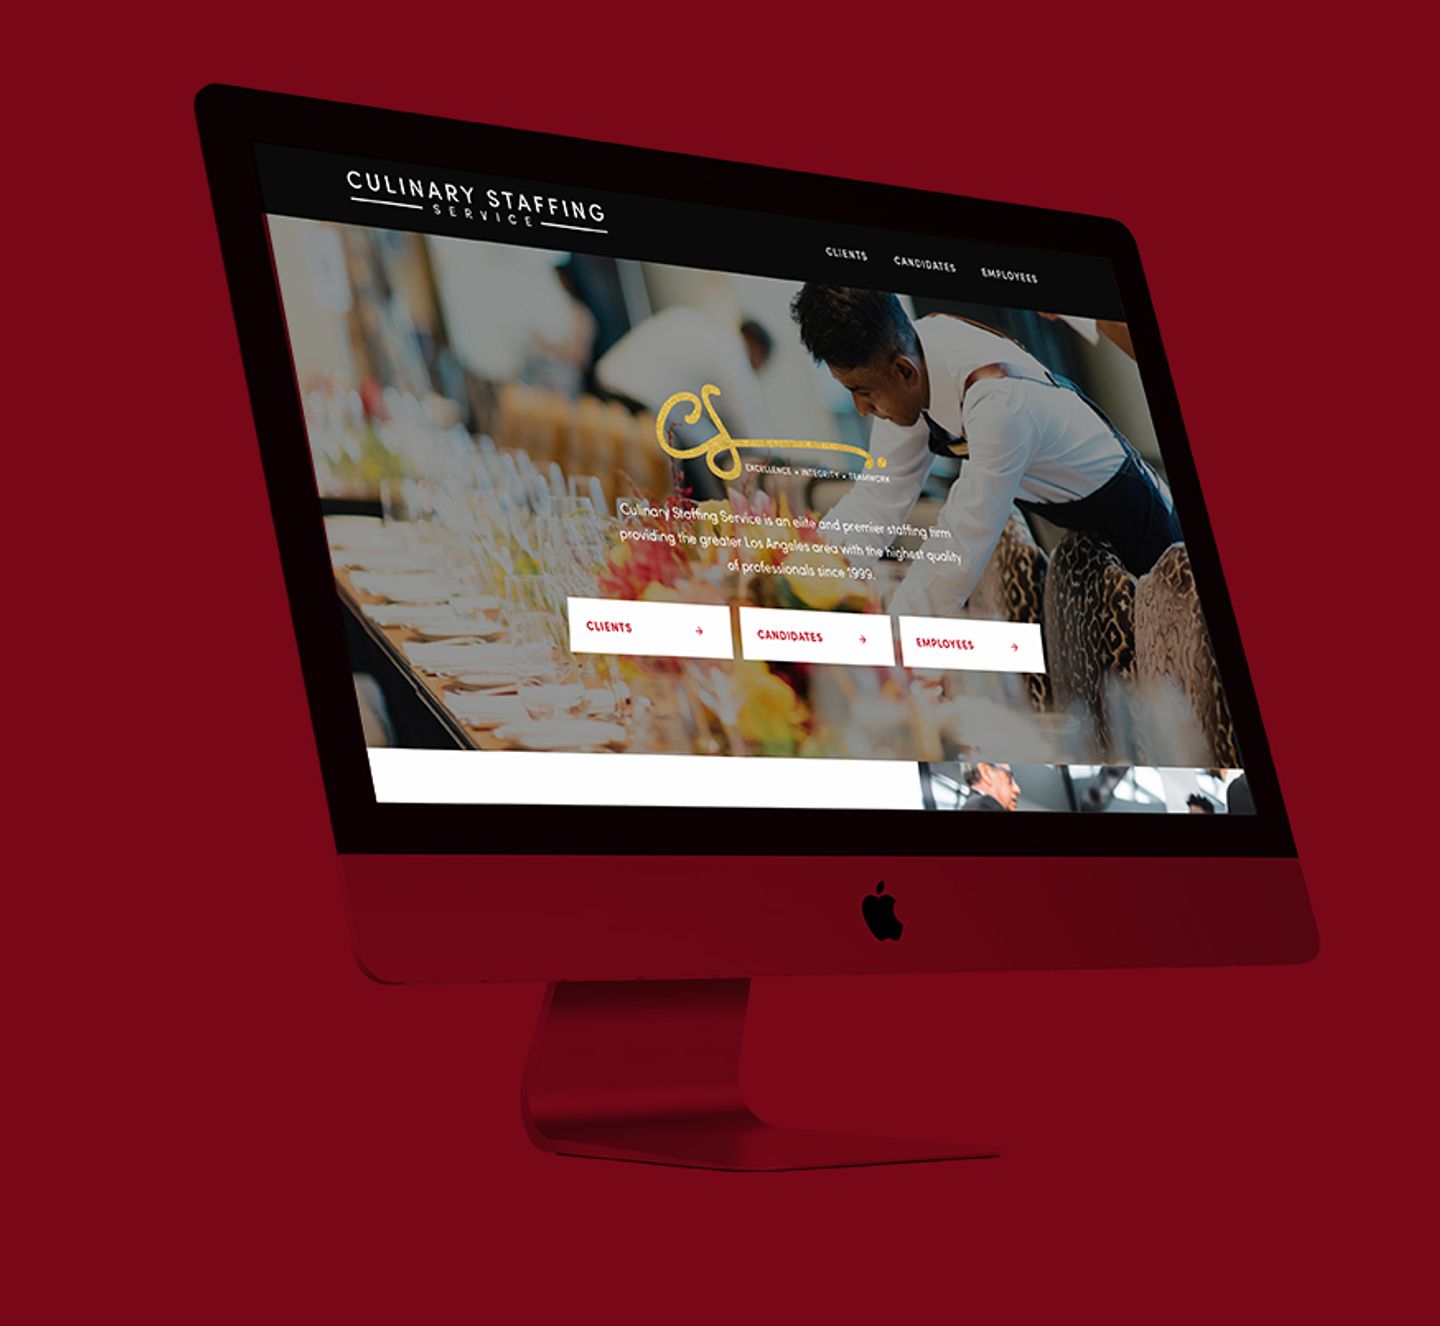 CULINARY STAFFING
SERVICE
CLIENTS CANDIDATES EMPLOYEES
CS
EXCELLENCE • INTEGRITY • TEAMWORK
Culinary Staffing Service is an elite and premier staffing firm
providing the greater Los Angeles area with the highest quality
of professionals since 1999.
CLIENTS → CANDIDATES → EMPLOYEES →